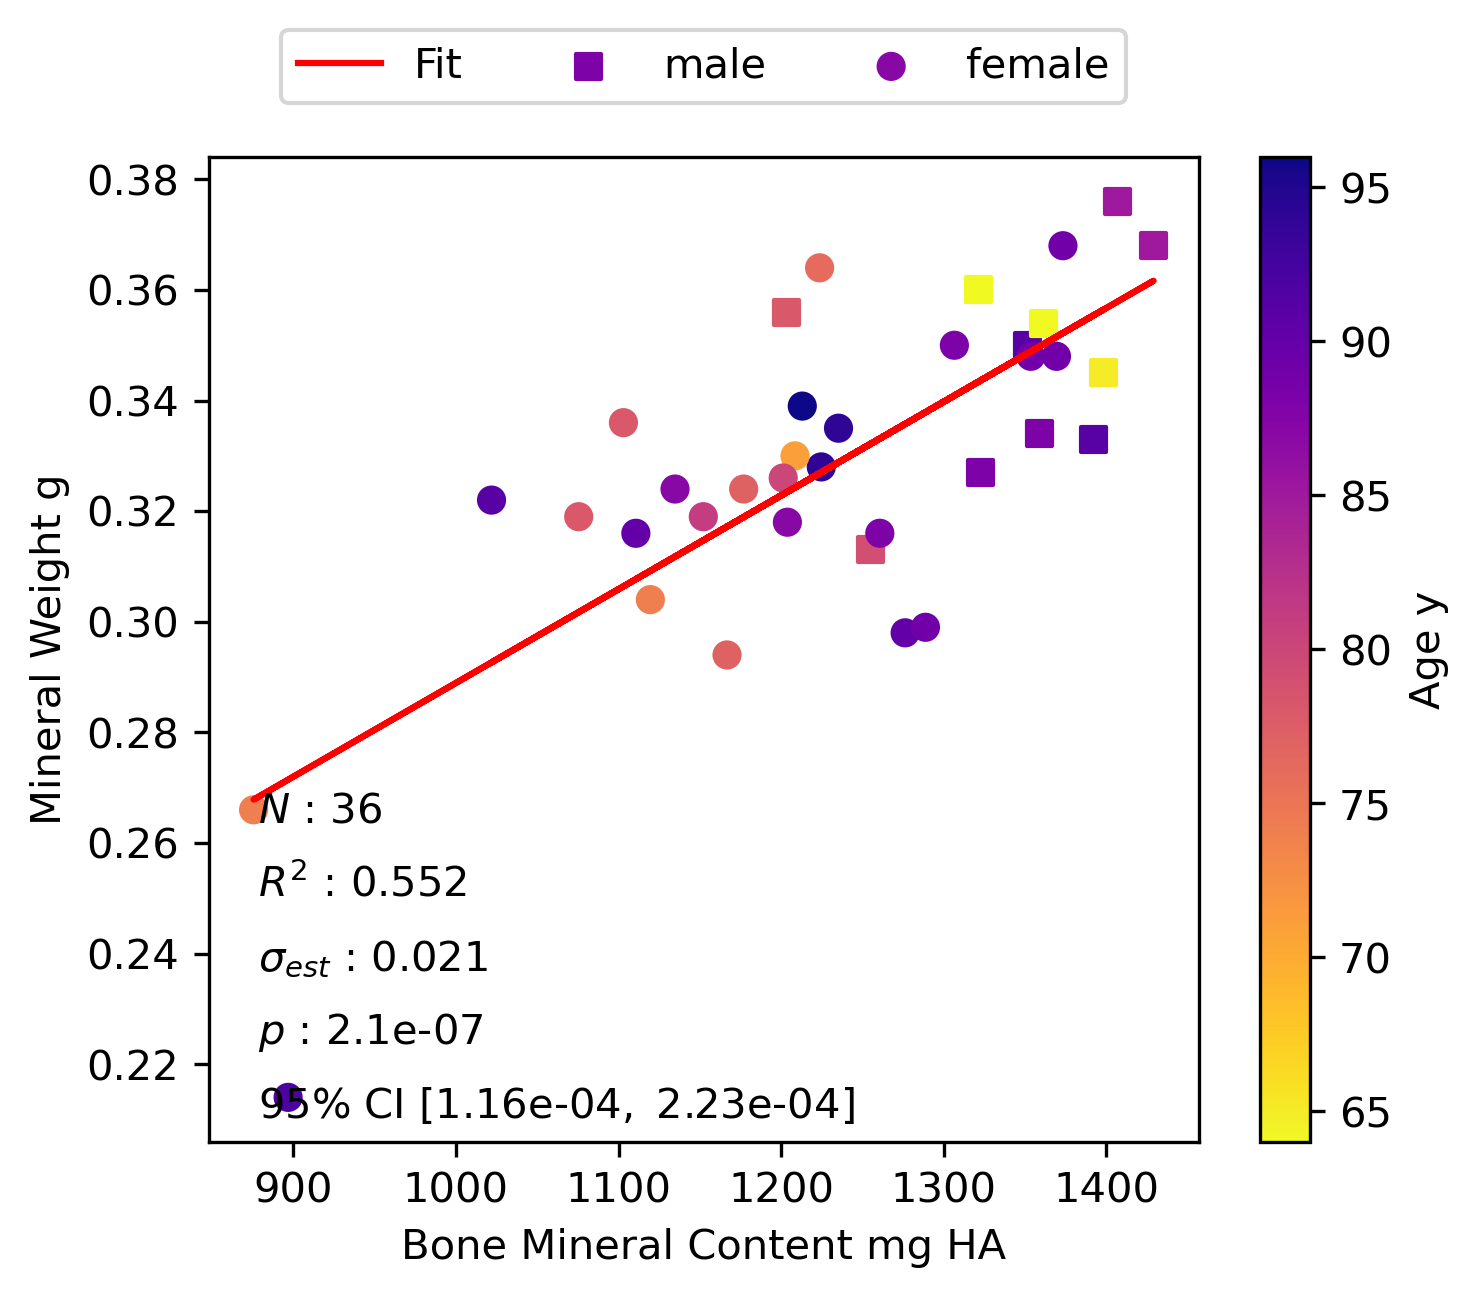 Fit male female
0.38
0.36
0.34
0.32
0.30
0.28
0.26
0.24
0.22
Mineral Weight g
N : 36
R² : 0.552
σest : 0.021
p : 2.1e-07
95% CI [1.16e-04, 2.23e-04]
900 1000 1100 1200 1300 1400
Bone Mineral Content mg HA
95
90
85
80
75
70
65
Age y